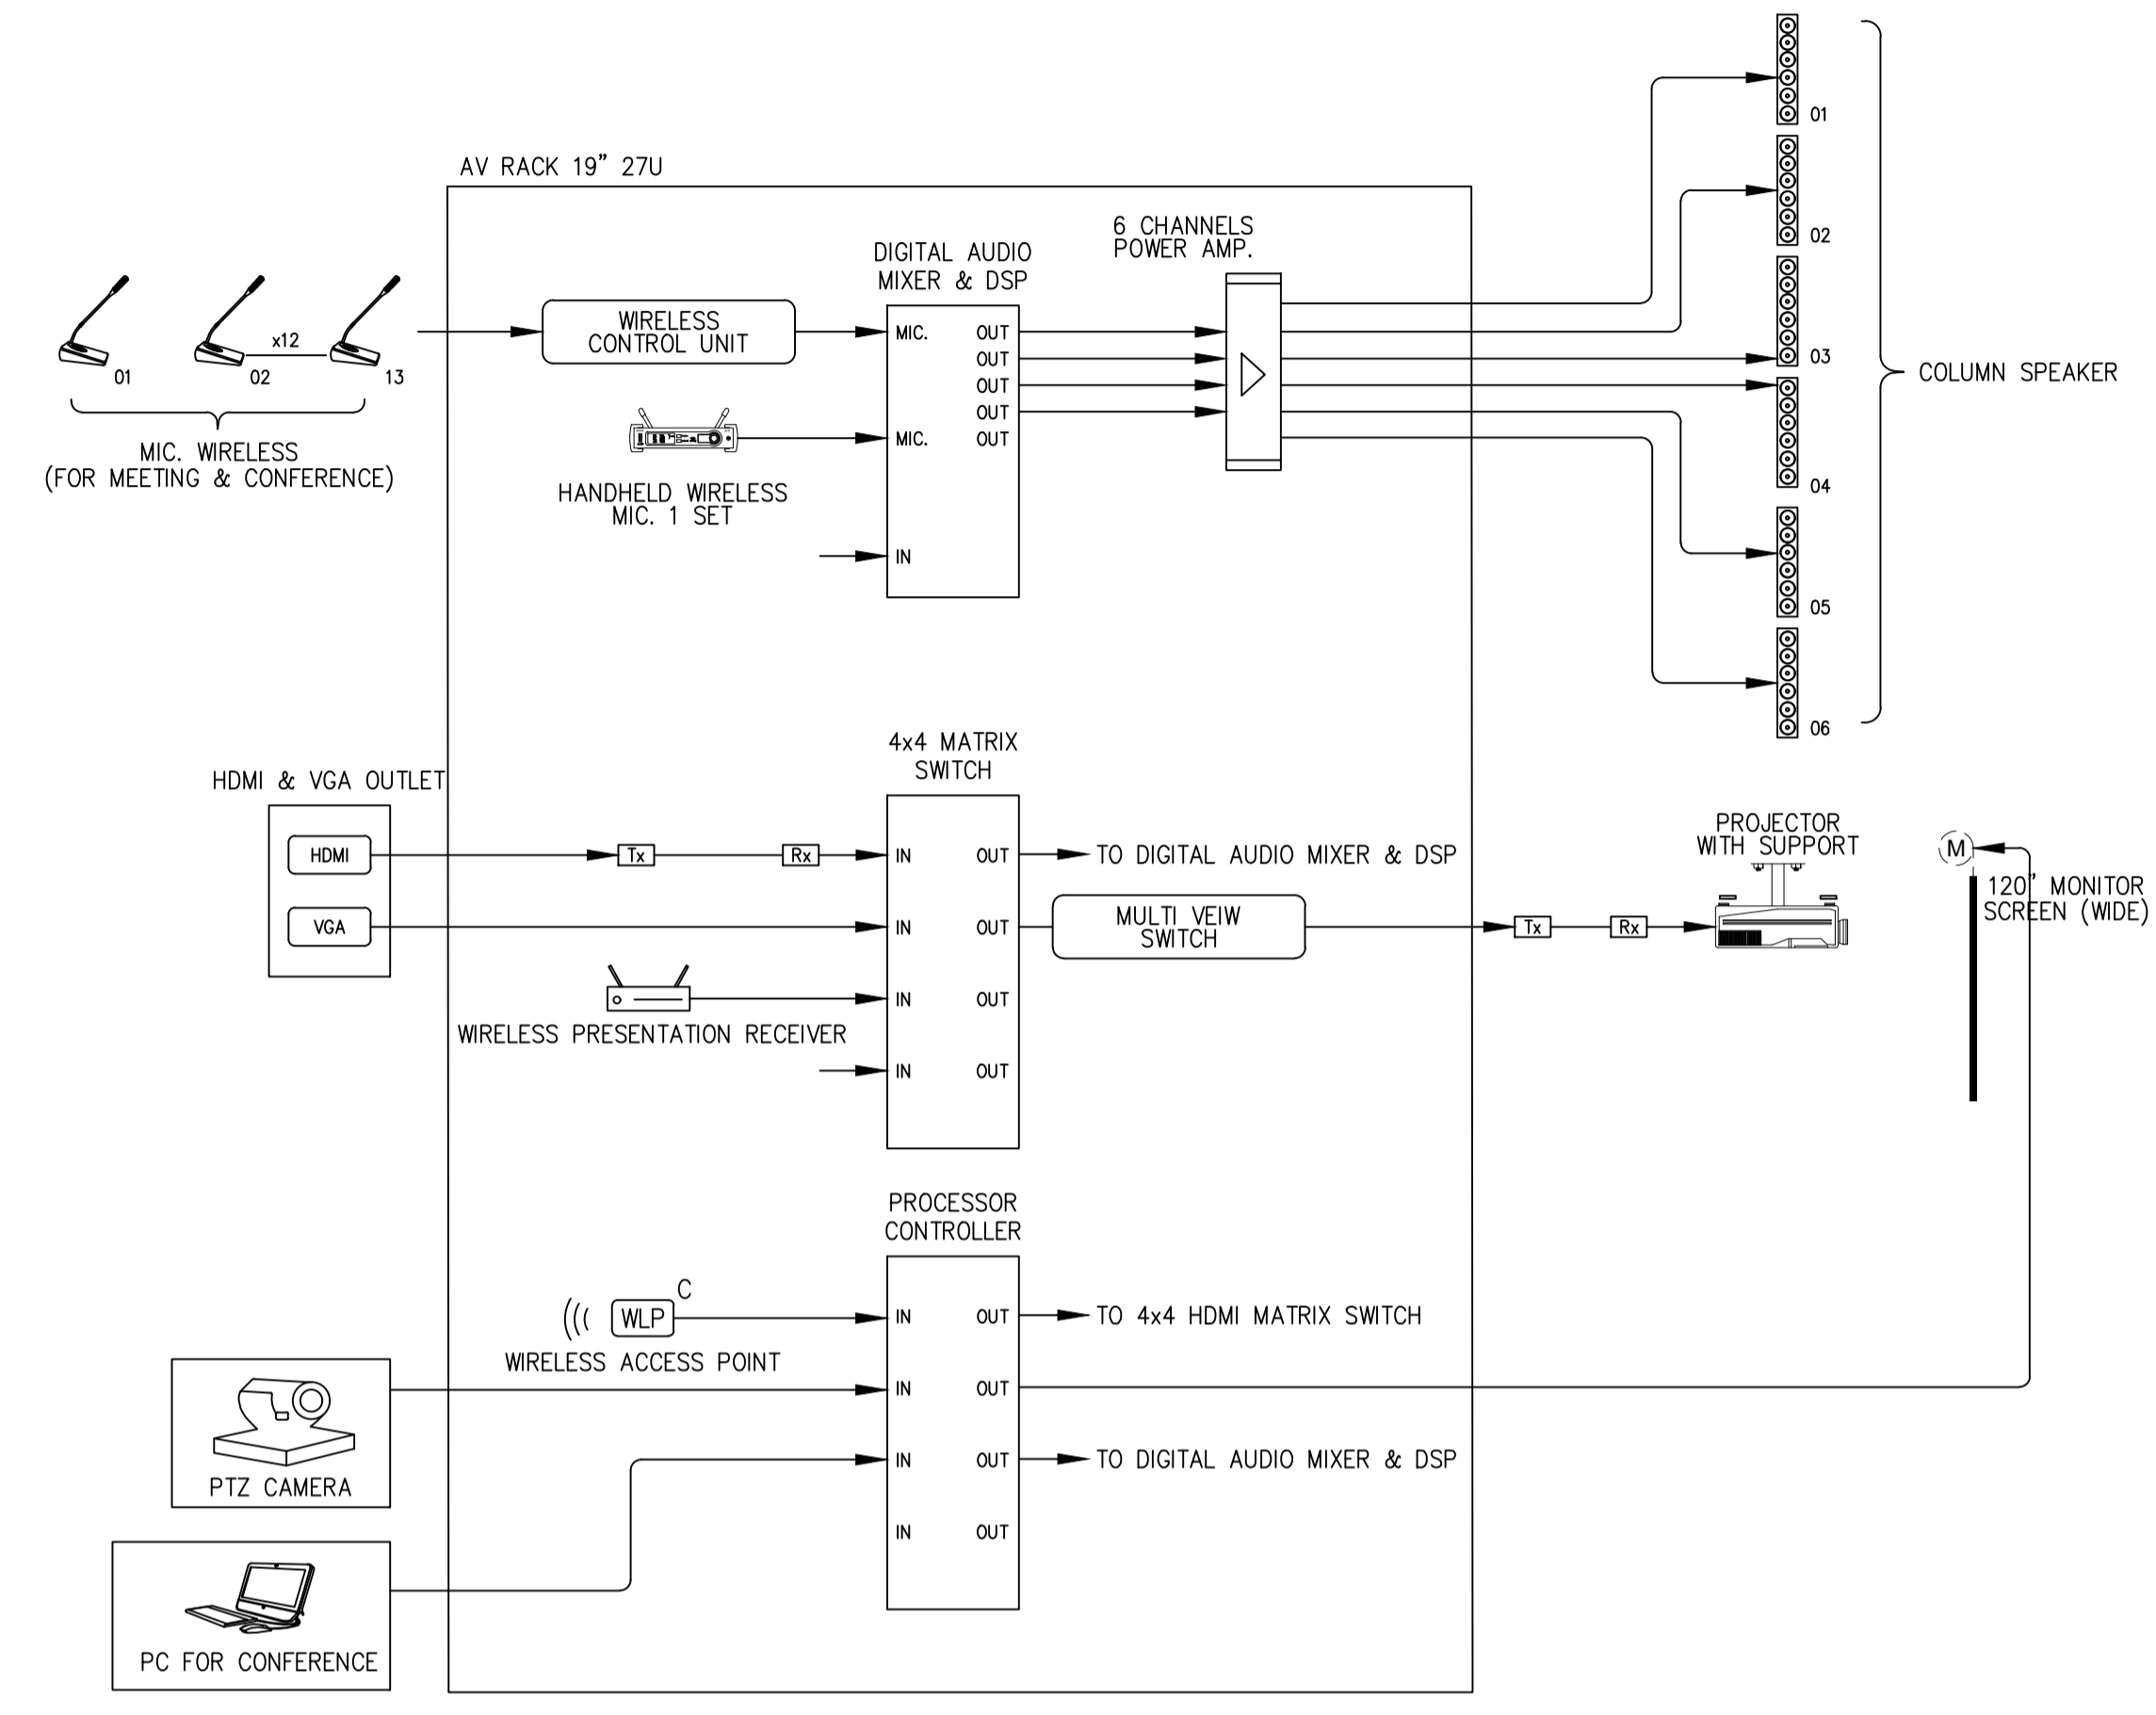 AV RACK 19" 27U
01
02
03
04
05
06
COLUMN SPEAKER
6 CHANNELS
POWER AMP.
DIGITAL AUDIO
MIXER & DSP
MIC. OUT
OUT
OUT
OUT
MIC. OUT
IN
WIRELESS
CONTROL UNIT
x12
01
02
13
MIC. WIRELESS
(FOR MEETING & CONFERENCE)
HANDHELD WIRELESS
MIC. 1 SET
4x4 MATRIX
SWITCH
HDMI & VGA OUTLET
HDMI
VGA
Tx
Rx
IN OUT
IN OUT
IN OUT
IN OUT
TO DIGITAL AUDIO MIXER & DSP
MULTI VEIW
SWITCH
Tx
Rx
PROJECTOR
WITH SUPPORT
M
120" MONITOR
SCREEN (WIDE)
WIRELESS PRESENTATION RECEIVER
PROCESSOR
CONTROLLER
C
WLP
WIRELESS ACCESS POINT
IN OUT
IN OUT
IN OUT
IN OUT
TO 4x4 HDMI MATRIX SWITCH
TO DIGITAL AUDIO MIXER & DSP
PTZ CAMERA
PC FOR CONFERENCE